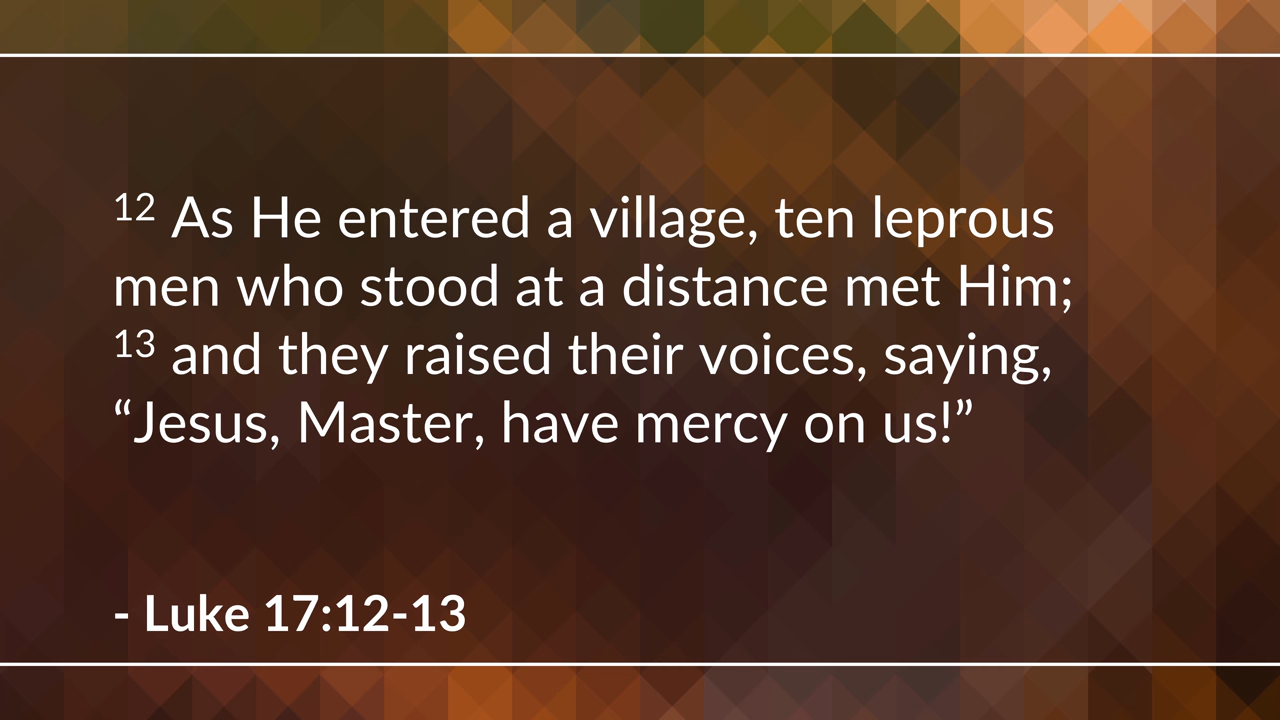 12 As He entered a village, ten leprous
men who stood at a distance met Him;
13 and they raised their voices, saying,
“Jesus, Master, have mercy on us!”
- Luke 17:12-13